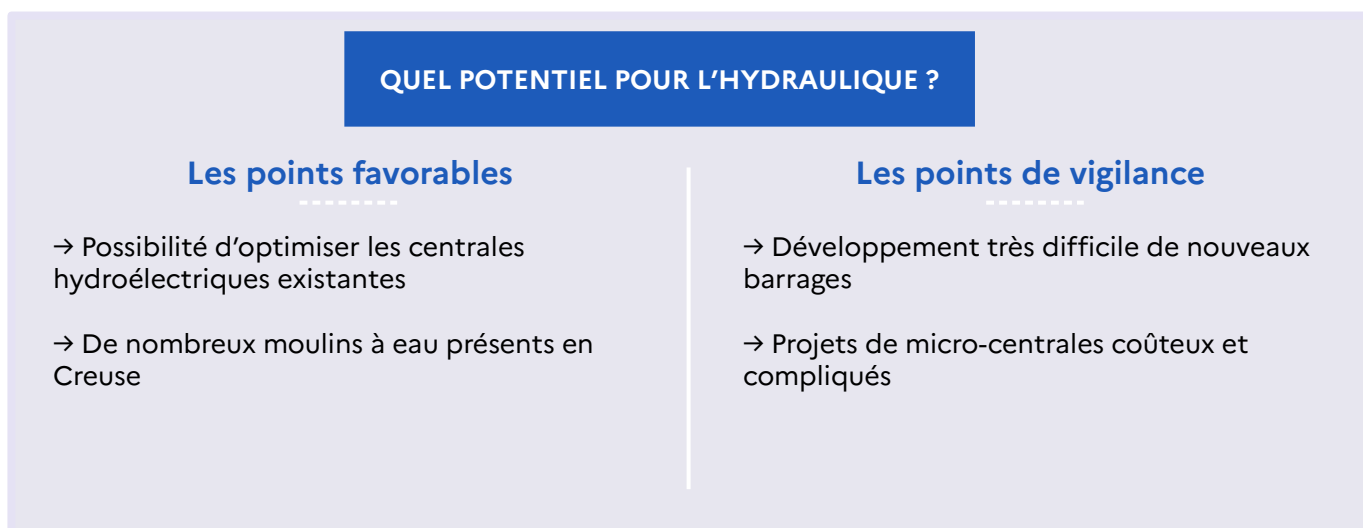 QUEL POTENTIEL POUR L’HYDRAULIQUE ?
Les points favorables
→ Possibilité d’optimiser les centrales
hydroélectriques existantes
→ De nombreux moulins à eau présents en
Creuse
Les points de vigilance
→ Développement très difficile de nouveaux
barrages
→ Projets de micro-centrales coûteux et
compliqués